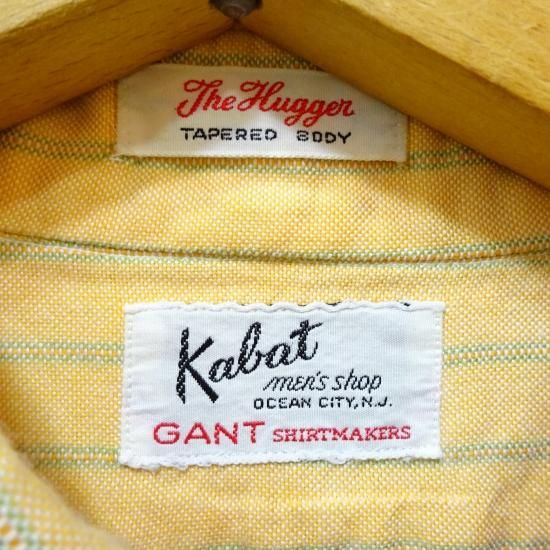 The Hugger
TAPERED BODY
Kabat
men's shop
OCEAN CITY, N.J.
GANT SHIRTMAKERS